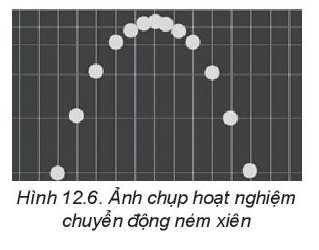 Hình 12.6. Ảnh chụp hoạt nghiệm
chuyển động ném xiên